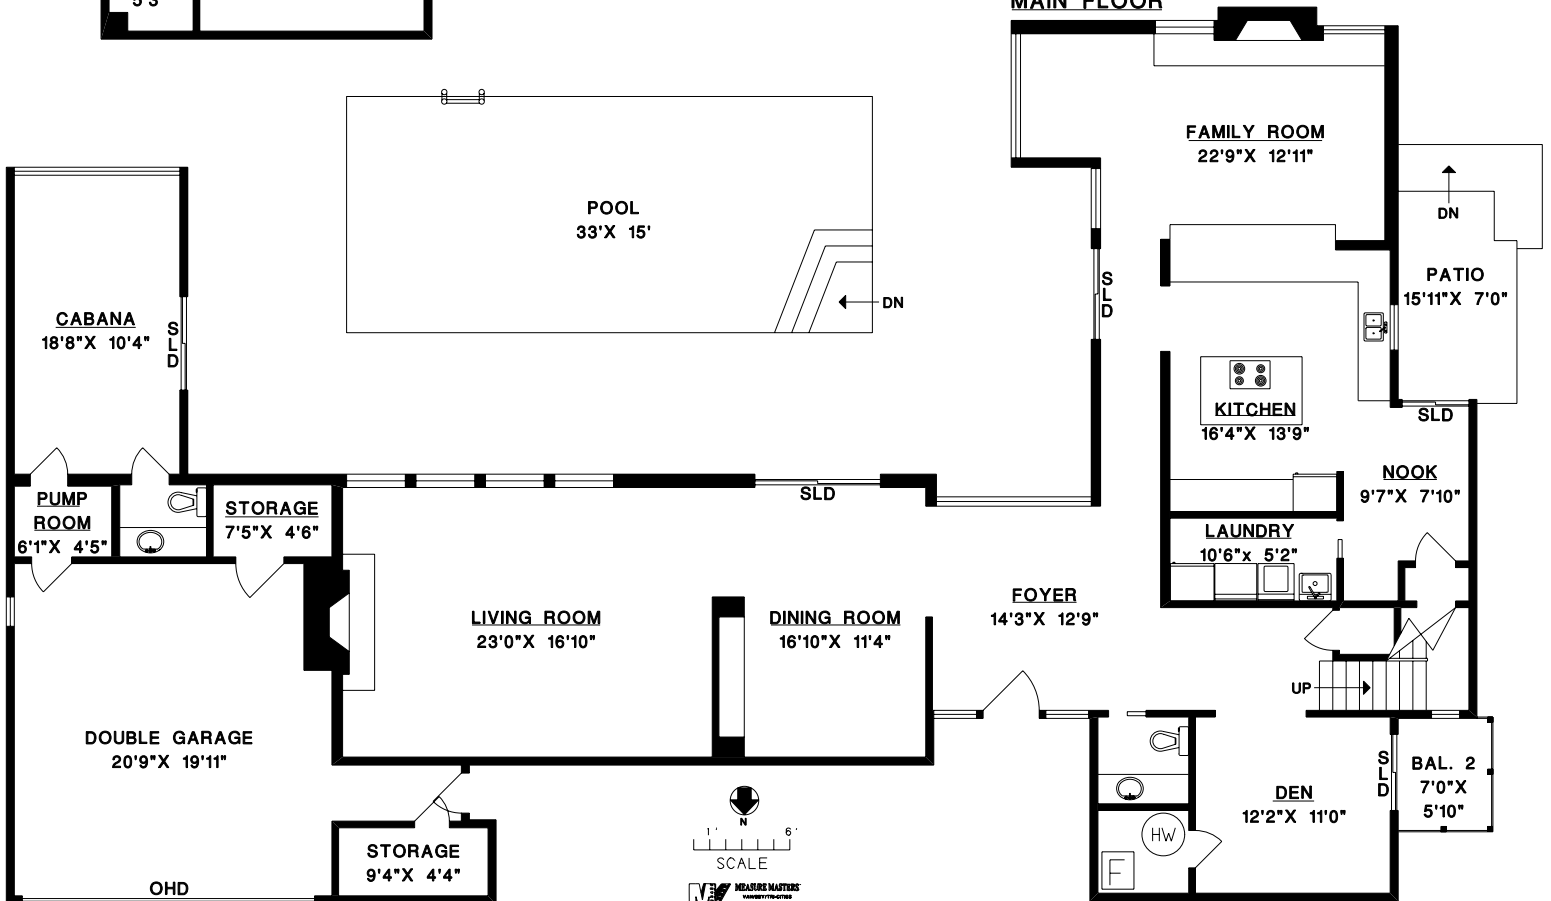 5'3
MAIN FLOOR
FAMILY ROOM
22'9"X 12'11"
DN
POOL
33'X 15'
DN
PATIO
15'11"X 7'0"
SLD
CABANA
18'8"X 10'4"
SLD
KITCHEN
16'4"X 13'9"
SLD
NOOK
9'7"X 7'10"
PUMP
ROOM
6'1"X 4'5"
STORAGE
7'5"X 4'6"
SLD
LAUNDRY
10'6"x 5'2"
LIVING ROOM
23'0"X 16'10"
DINING ROOM
16'10"X 11'4"
FOYER
14'3"X 12'9"
UP
DOUBLE GARAGE
20'9"X 19'11"
SLD
BAL. 2
7'0"X
5'10"
DEN
12'2"X 11'0"
N
1' 6'
SCALE
HW
F
STORAGE
9'4"X 4'4"
OHD
MEASURE MASTERS